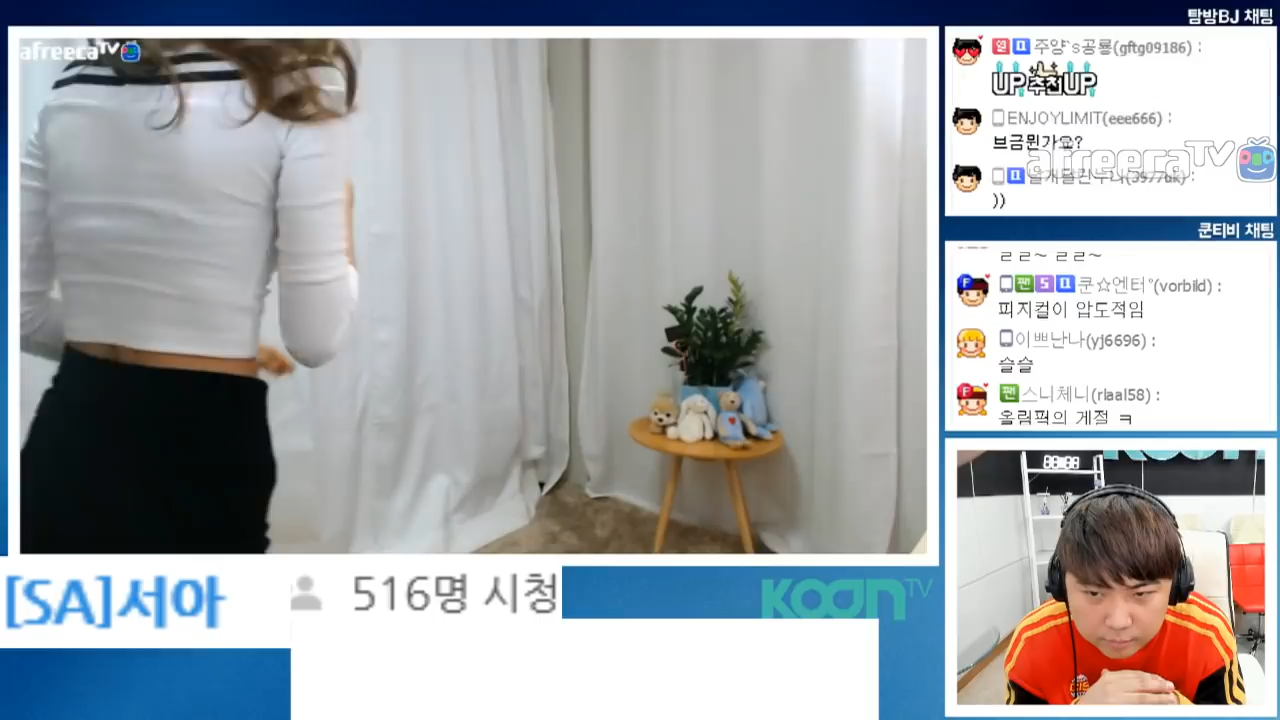 afreecaTV
탐방BJ 채팅
열 주양`s공룡(gftg09186) :
UP추천UP
ENJOYLIMIT(eee666) :
브금뭔가요?
afreecaTV
))
쿤티비 채팅
ㄹㄹ~ ㄹㄹ~
팬 S 쿤☆엔터°(vorbild) :
피지컬이 압도적임
이쁘난나(yj6696) :
슬슬
팬 스니체니(rlaal58) :
올림픽의 계절 ㅋ
[SA]서아
516명 시청
KOONTV